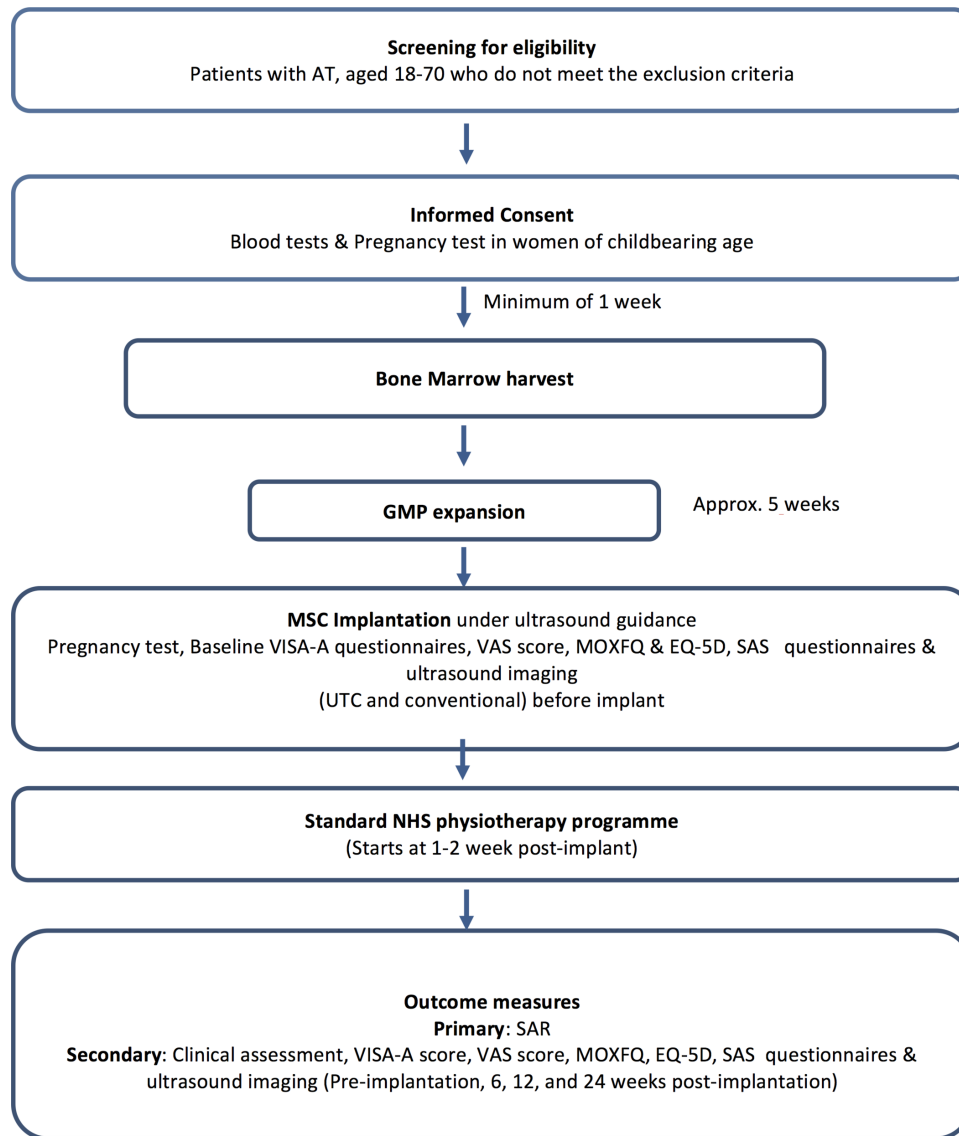 Screening for eligibility
Patients with AT, aged 18-70 who do not meet the exclusion criteria
Informed Consent
Blood tests & Pregnancy test in women of childbearing age
Minimum of 1 week
Bone Marrow harvest
GMP expansion
Approx. 5 weeks
MSC Implantation under ultrasound guidance
Pregnancy test, Baseline VISA-A questionnaires, VAS score, MOXFQ & EQ-5D, SAS questionnaires &
ultrasound imaging
(UTC and conventional) before implant
Standard NHS physiotherapy programme
(Starts at 1-2 week post-implant)
Outcome measures
Primary: SAR
Secondary: Clinical assessment, VISA-A score, VAS score, MOXFQ, EQ-5D, SAS questionnaires &
ultrasound imaging (Pre-implantation, 6, 12, and 24 weeks post-implantation)